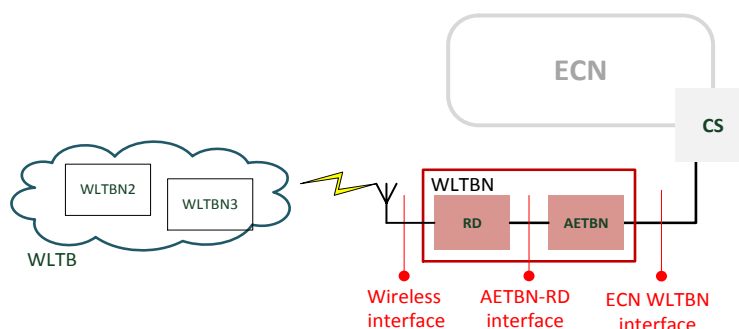 ECN
CS
WLTBN2
WLTBN3
WLTB
WLTBN
RD
AETBN
Wireless
interface
AETBN-RD
interface
ECN WLTBN
interface